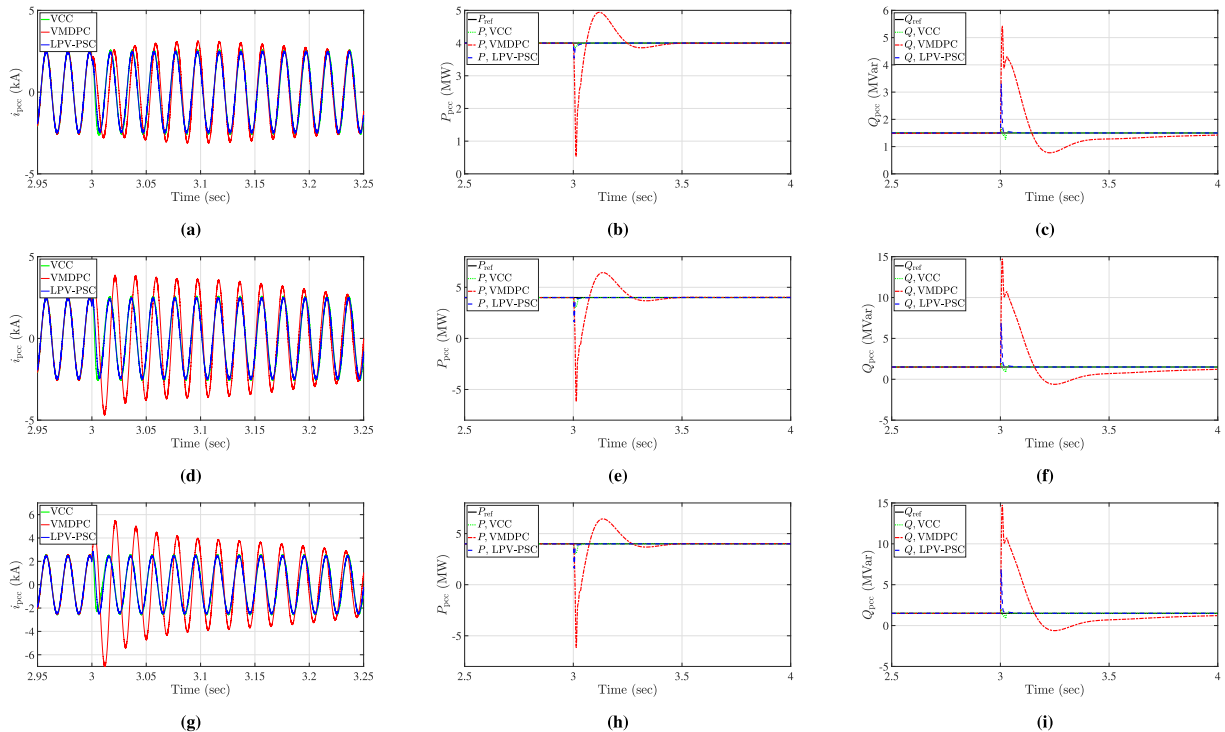 VCC
VMDPC
LPV-PSC
5
0
-5
i_pcc (kA)
2.95 3 3.05 3.1 3.15 3.2 3.25
Time (sec)
(a)
P_ref
P, VCC
P, VMDPC
P, LPV-PSC
5
4
3
2
1
0
P_pcc (MW)
2.5 3 3.5 4
Time (sec)
(b)
Q_ref
Q, VCC
Q, VMDPC
Q, LPV-PSC
6
5
4
3
2
1
0
Q_pcc (MVar)
2.5 3 3.5 4
Time (sec)
(c)
VCC
VMDPC
LPV-PSC
5
0
-5
i_pcc (kA)
2.95 3 3.05 3.1 3.15 3.2 3.25
Time (sec)
(d)
P_ref
P, VCC
P, VMDPC
P, LPV-PSC
5
0
-5
P_pcc (MW)
2.5 3 3.5 4
Time (sec)
(e)
Q_ref
Q, VCC
Q, VMDPC
Q, LPV-PSC
15
10
5
0
-5
Q_pcc (MVar)
2.5 3 3.5 4
Time (sec)
(f)
VCC
VMDPC
LPV-PSC
6
4
2
0
-2
-4
-6
i_pcc (kA)
2.95 3 3.05 3.1 3.15 3.2 3.25
Time (sec)
(g)
P_ref
P, VCC
P, VMDPC
P, LPV-PSC
5
0
-5
P_pcc (MW)
2.5 3 3.5 4
Time (sec)
(h)
Q_ref
Q, VCC
Q, VMDPC
Q, LPV-PSC
15
10
5
0
-5
Q_pcc (MVar)
2.5 3 3.5 4
Time (sec)
(i)